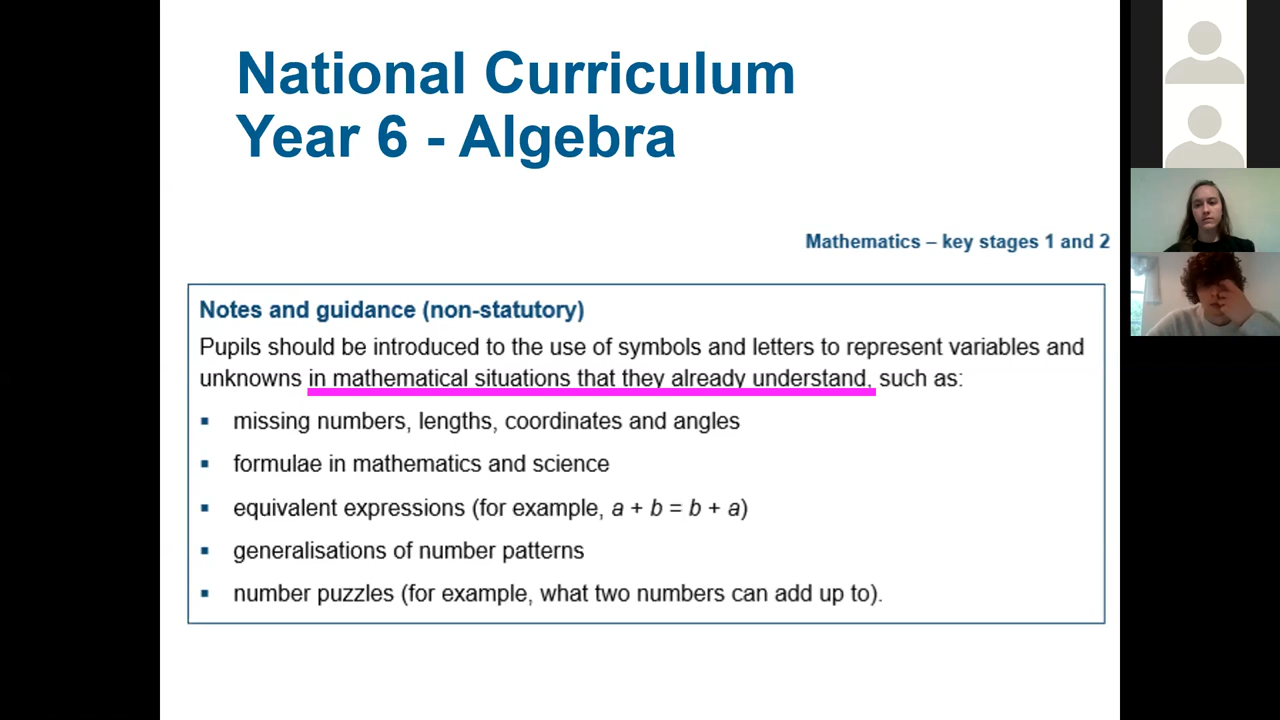 National Curriculum
Year 6 - Algebra
Mathematics – key stages 1 and 2
Notes and guidance (non-statutory)
Pupils should be introduced to the use of symbols and letters to represent variables and
unknowns in mathematical situations that they already understand, such as:
▪ missing numbers, lengths, coordinates and angles
▪ formulae in mathematics and science
▪ equivalent expressions (for example, a + b = b + a)
▪ generalisations of number patterns
▪ number puzzles (for example, what two numbers can add up to).